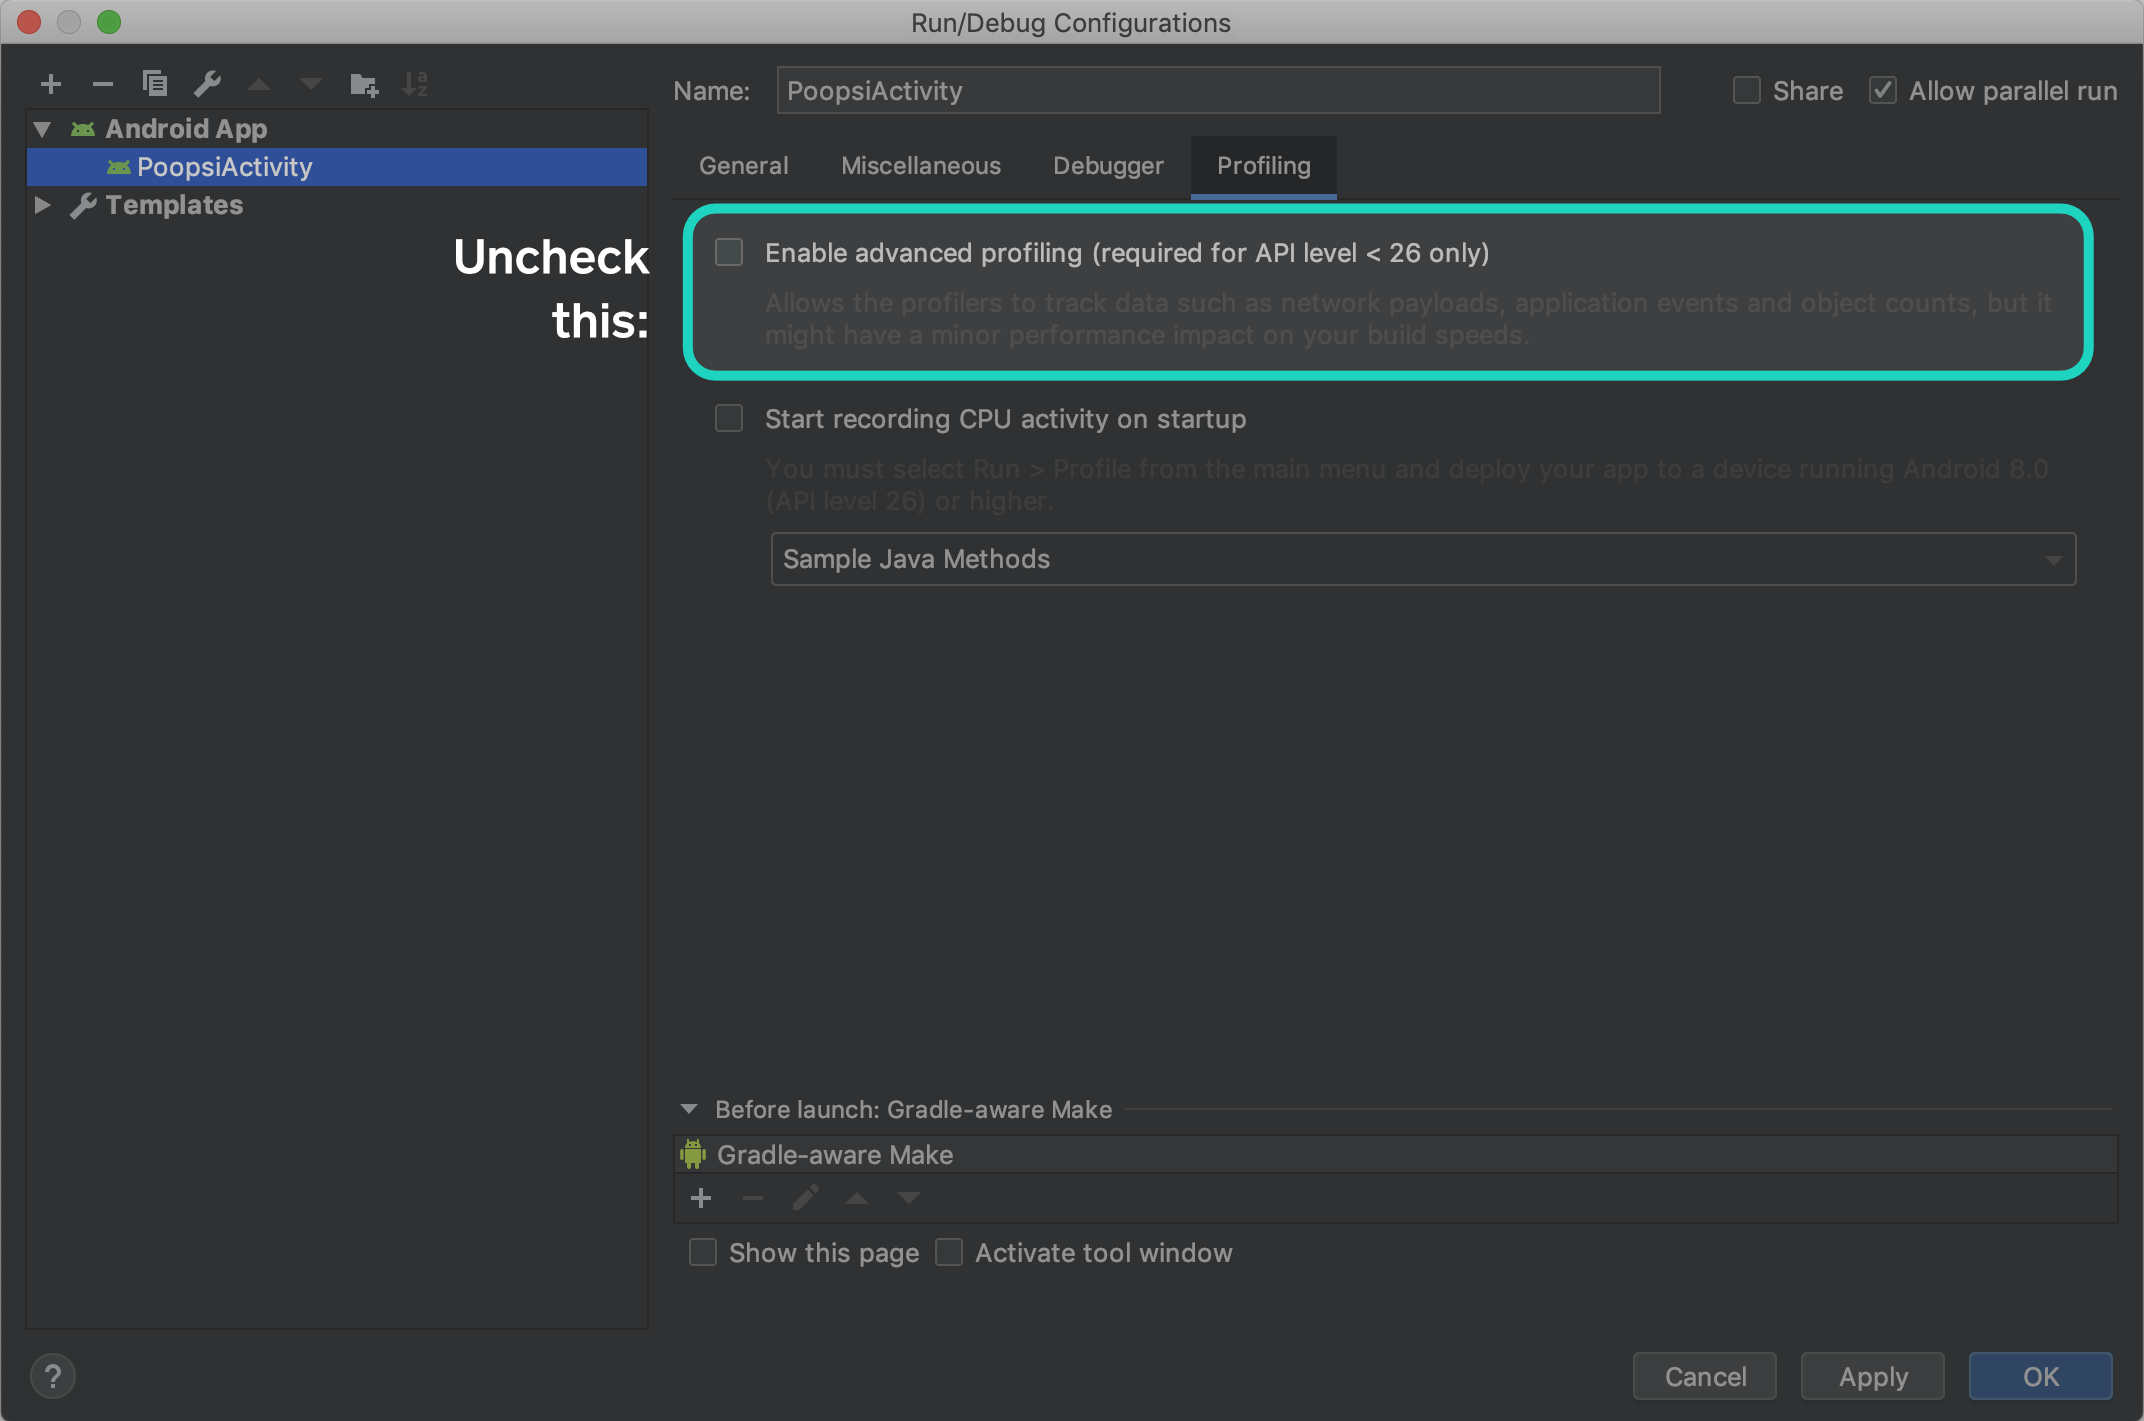 Run/Debug Configurations
Name: PoopsiActivity Share Allow parallel run
Android App
PoopsiActivity
Templates
General Miscellaneous Debugger Profiling
Uncheck
this:
Enable advanced profiling (required for API level < 26 only)
Allows the profilers to track data such as network payloads, application events and object counts, but it
might have a minor performance impact on your build speeds.
Start recording CPU activity on startup
You must select Run > Profile from the main menu and deploy your app to a device running Android 8.0
(API level 26) or higher.
Sample Java Methods
Before launch: Gradle-aware Make
Gradle-aware Make
Show this page Activate tool window
? Cancel Apply OK